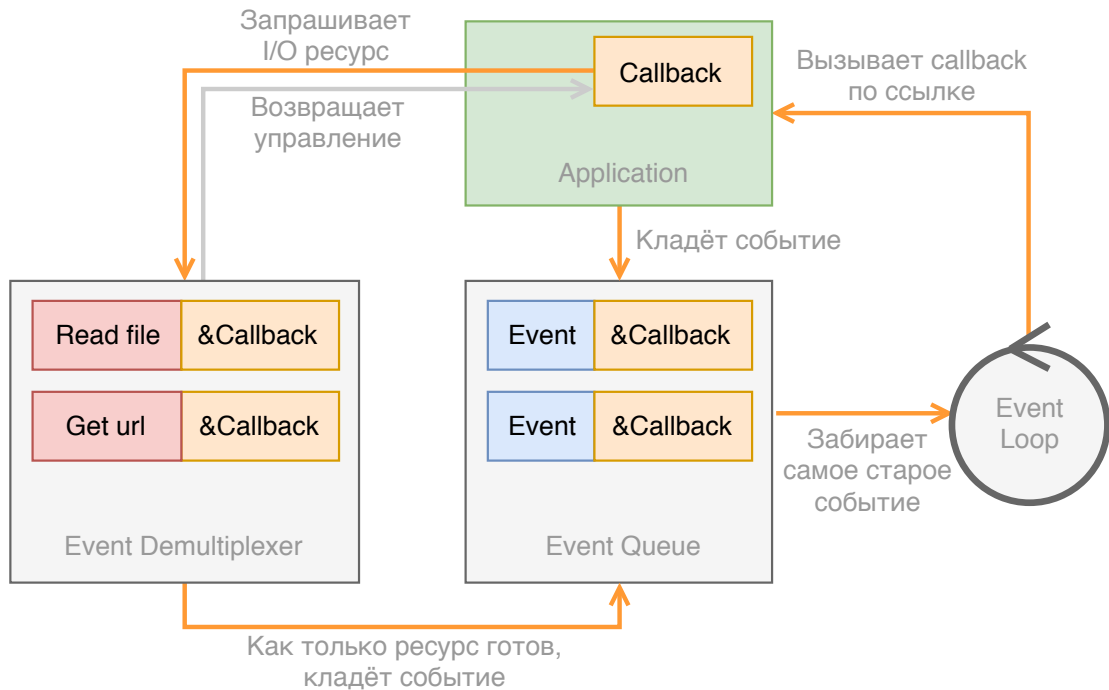 Запрашивает
I/O ресурс
Callback
Вызывает callback
по ссылке
Возвращает
управление
Application
Кладёт событие
Read file
&Callback
Event
&Callback
Get url
&Callback
Event
&Callback
Event
Loop
Забирает
самое старое
событие
Event Demultiplexer
Event Queue
Как только ресурс готов,
кладёт событие